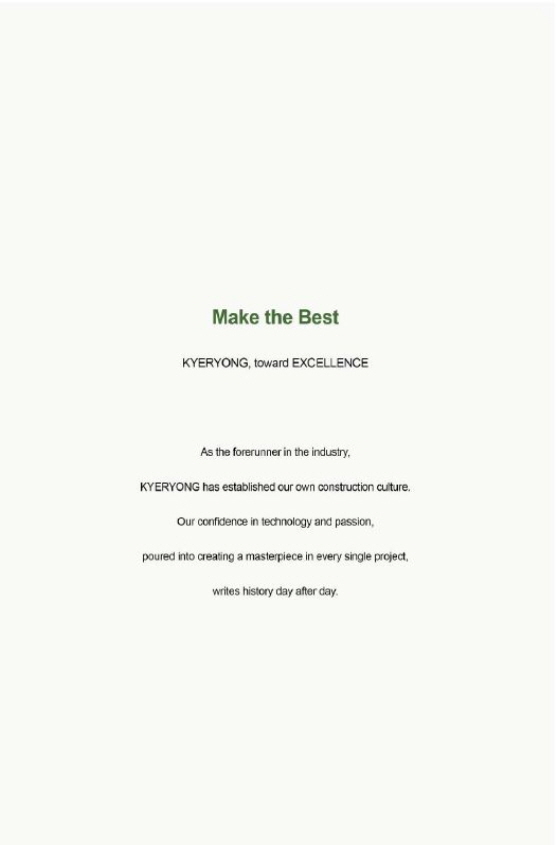 Make the Best
KYERYONG, toward EXCELLENCE
As the forerunner in the industry,
KYERYONG has established our own construction culture.
Our confidence in technology and passion,
poured into creating a masterpiece in every single project,
writes history day after day.